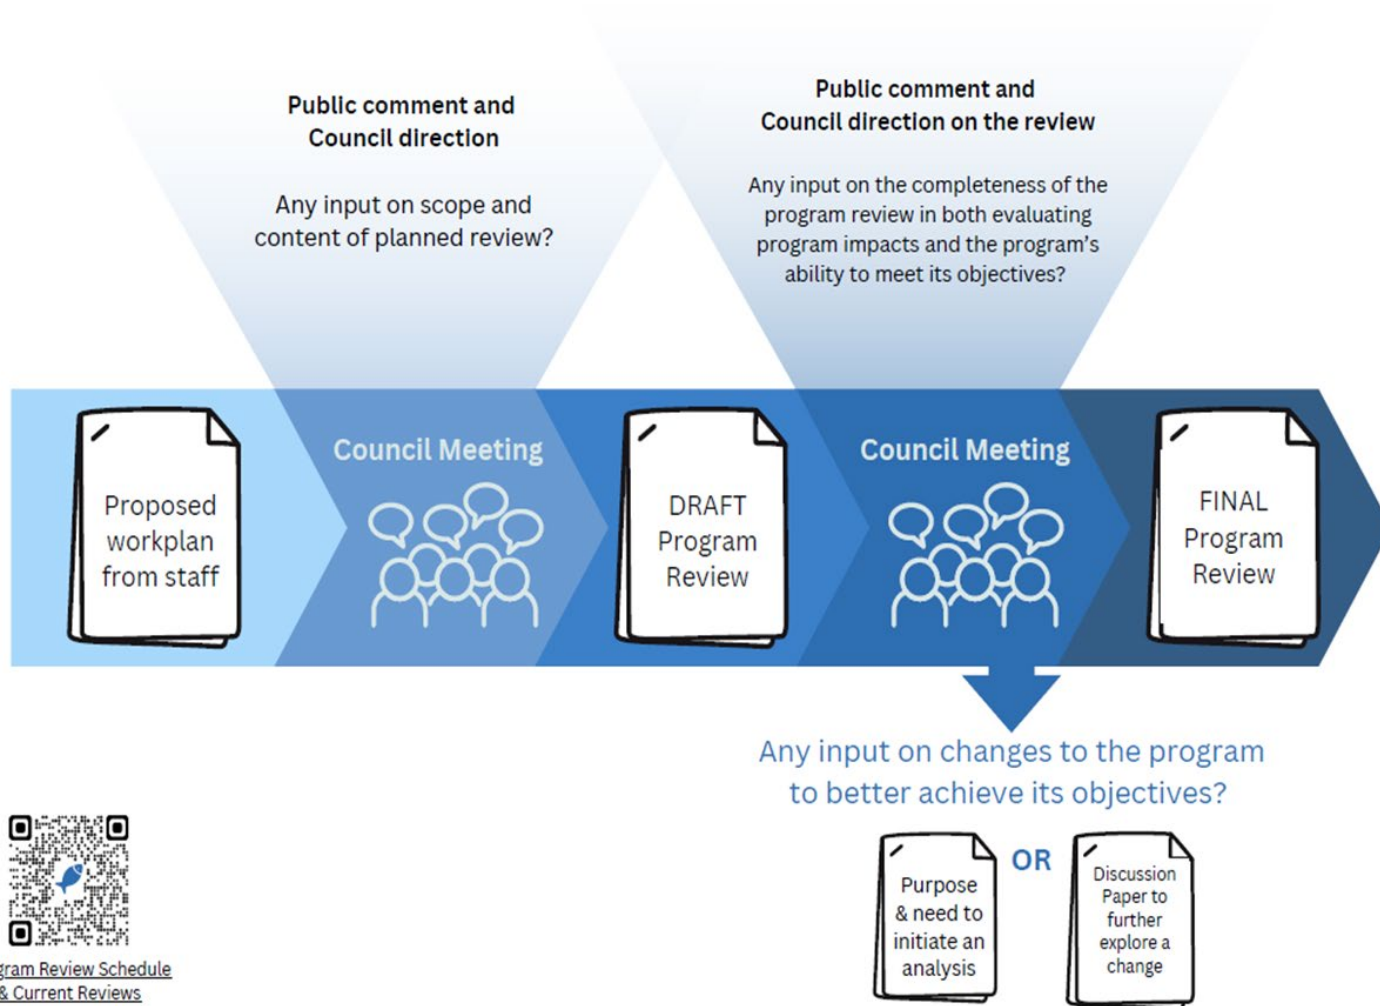 Public comment and
Council direction
Any input on scope and
content of planned review?
Public comment and
Council direction on the review
Any input on the completeness of the
program review in both evaluating
program impacts and the program's
ability to meet its objectives?
Proposed
workplan
from staff
Council Meeting
DRAFT
Program
Review
Council Meeting
FINAL
Program
Review
Any input on changes to the program
to better achieve its objectives?
Purpose
& need to
initiate an
analysis
OR
Discussion
Paper to
further
explore a
change
gram Review Schedule
& Current Reviews